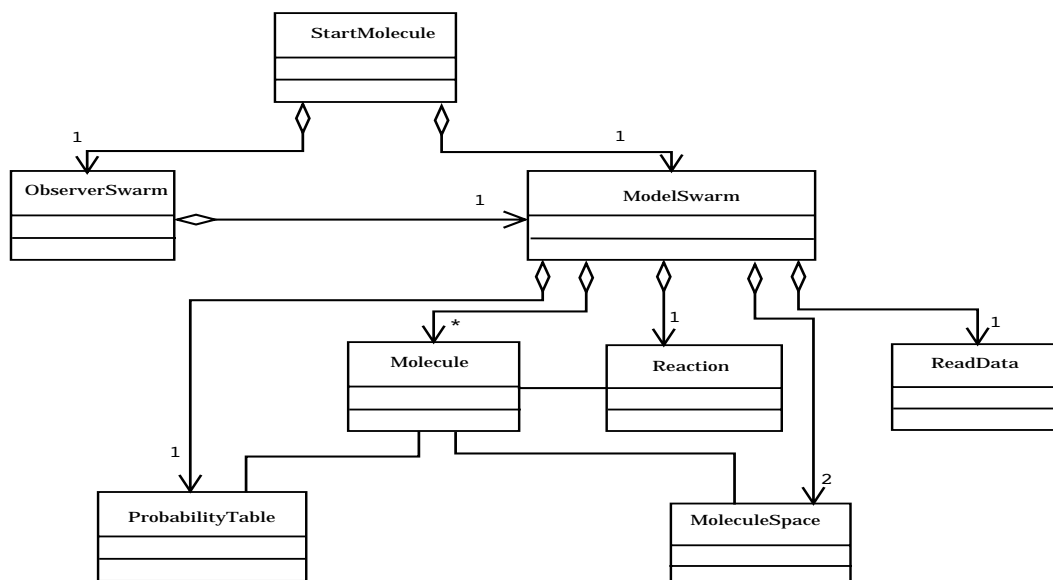 StartMolecule
1
1
ObserverSwarm
1
ModelSwarm
*
1
1
Molecule
Reaction
ReadData
1
2
ProbabilityTable
MoleculeSpace